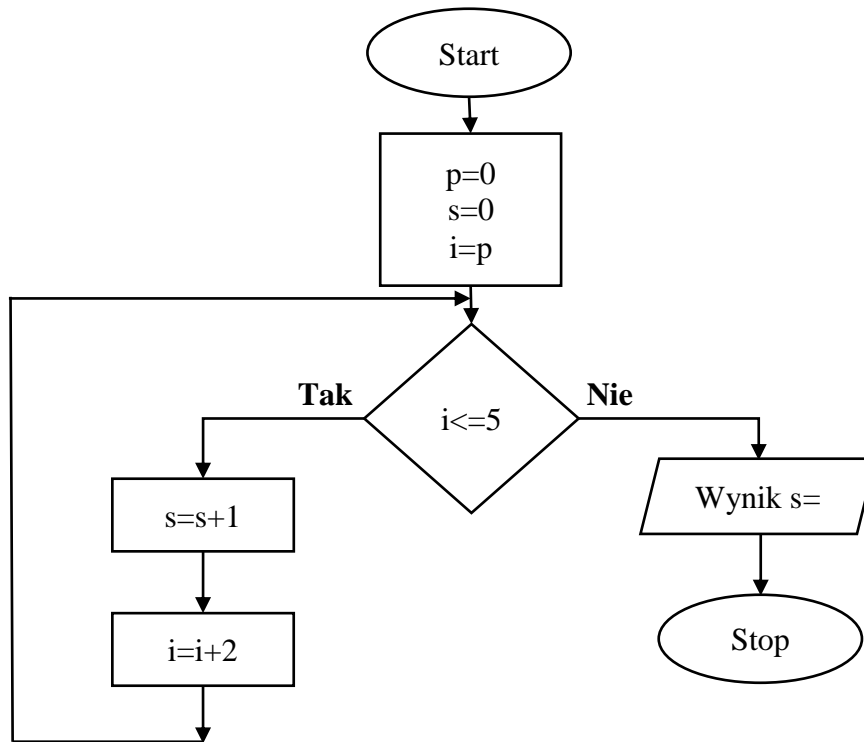 Start
p=0
s=0
i=p
Tak
i<=5
Nie
s=s+1
i=i+2
Wynik s=
Stop